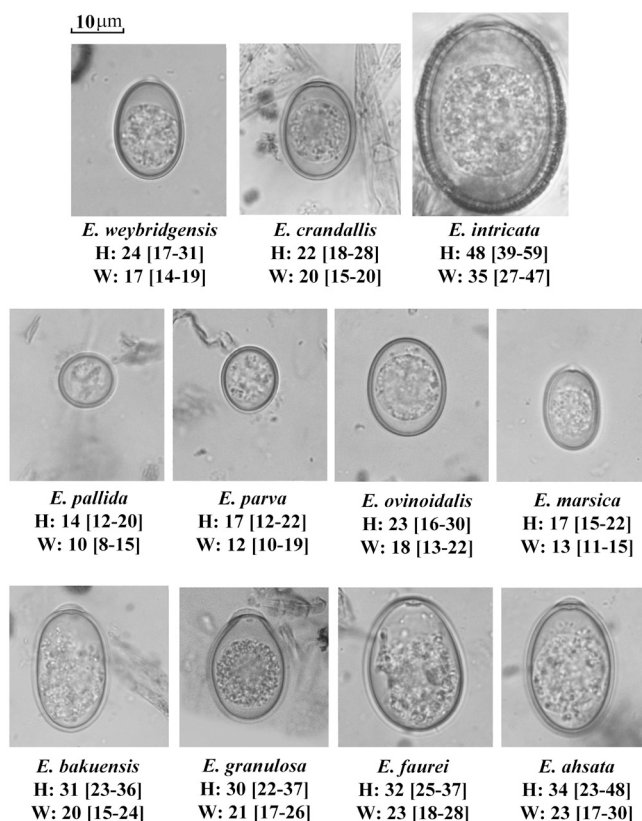 10 μm
E. weybridgensis
H: 24 [17-31]
W: 17 [14-19]
E. crandallis
H: 22 [18-28]
W: 20 [15-20]
E. intricata
H: 48 [39-59]
W: 35 [27-47]
E. pallida
H: 14 [12-20]
W: 10 [8-15]
E. parva
H: 17 [12-22]
W: 12 [10-19]
E. ovinoidalis
H: 23 [16-30]
W: 18 [13-22]
E. marsica
H: 17 [15-22]
W: 13 [11-15]
E. bakuensis
H: 31 [23-36]
W: 20 [15-24]
E. granulosa
H: 30 [22-37]
W: 21 [17-26]
E. faurei
H: 32 [25-37]
W: 23 [18-28]
E. ahsata
H: 34 [23-48]
W: 23 [17-30]